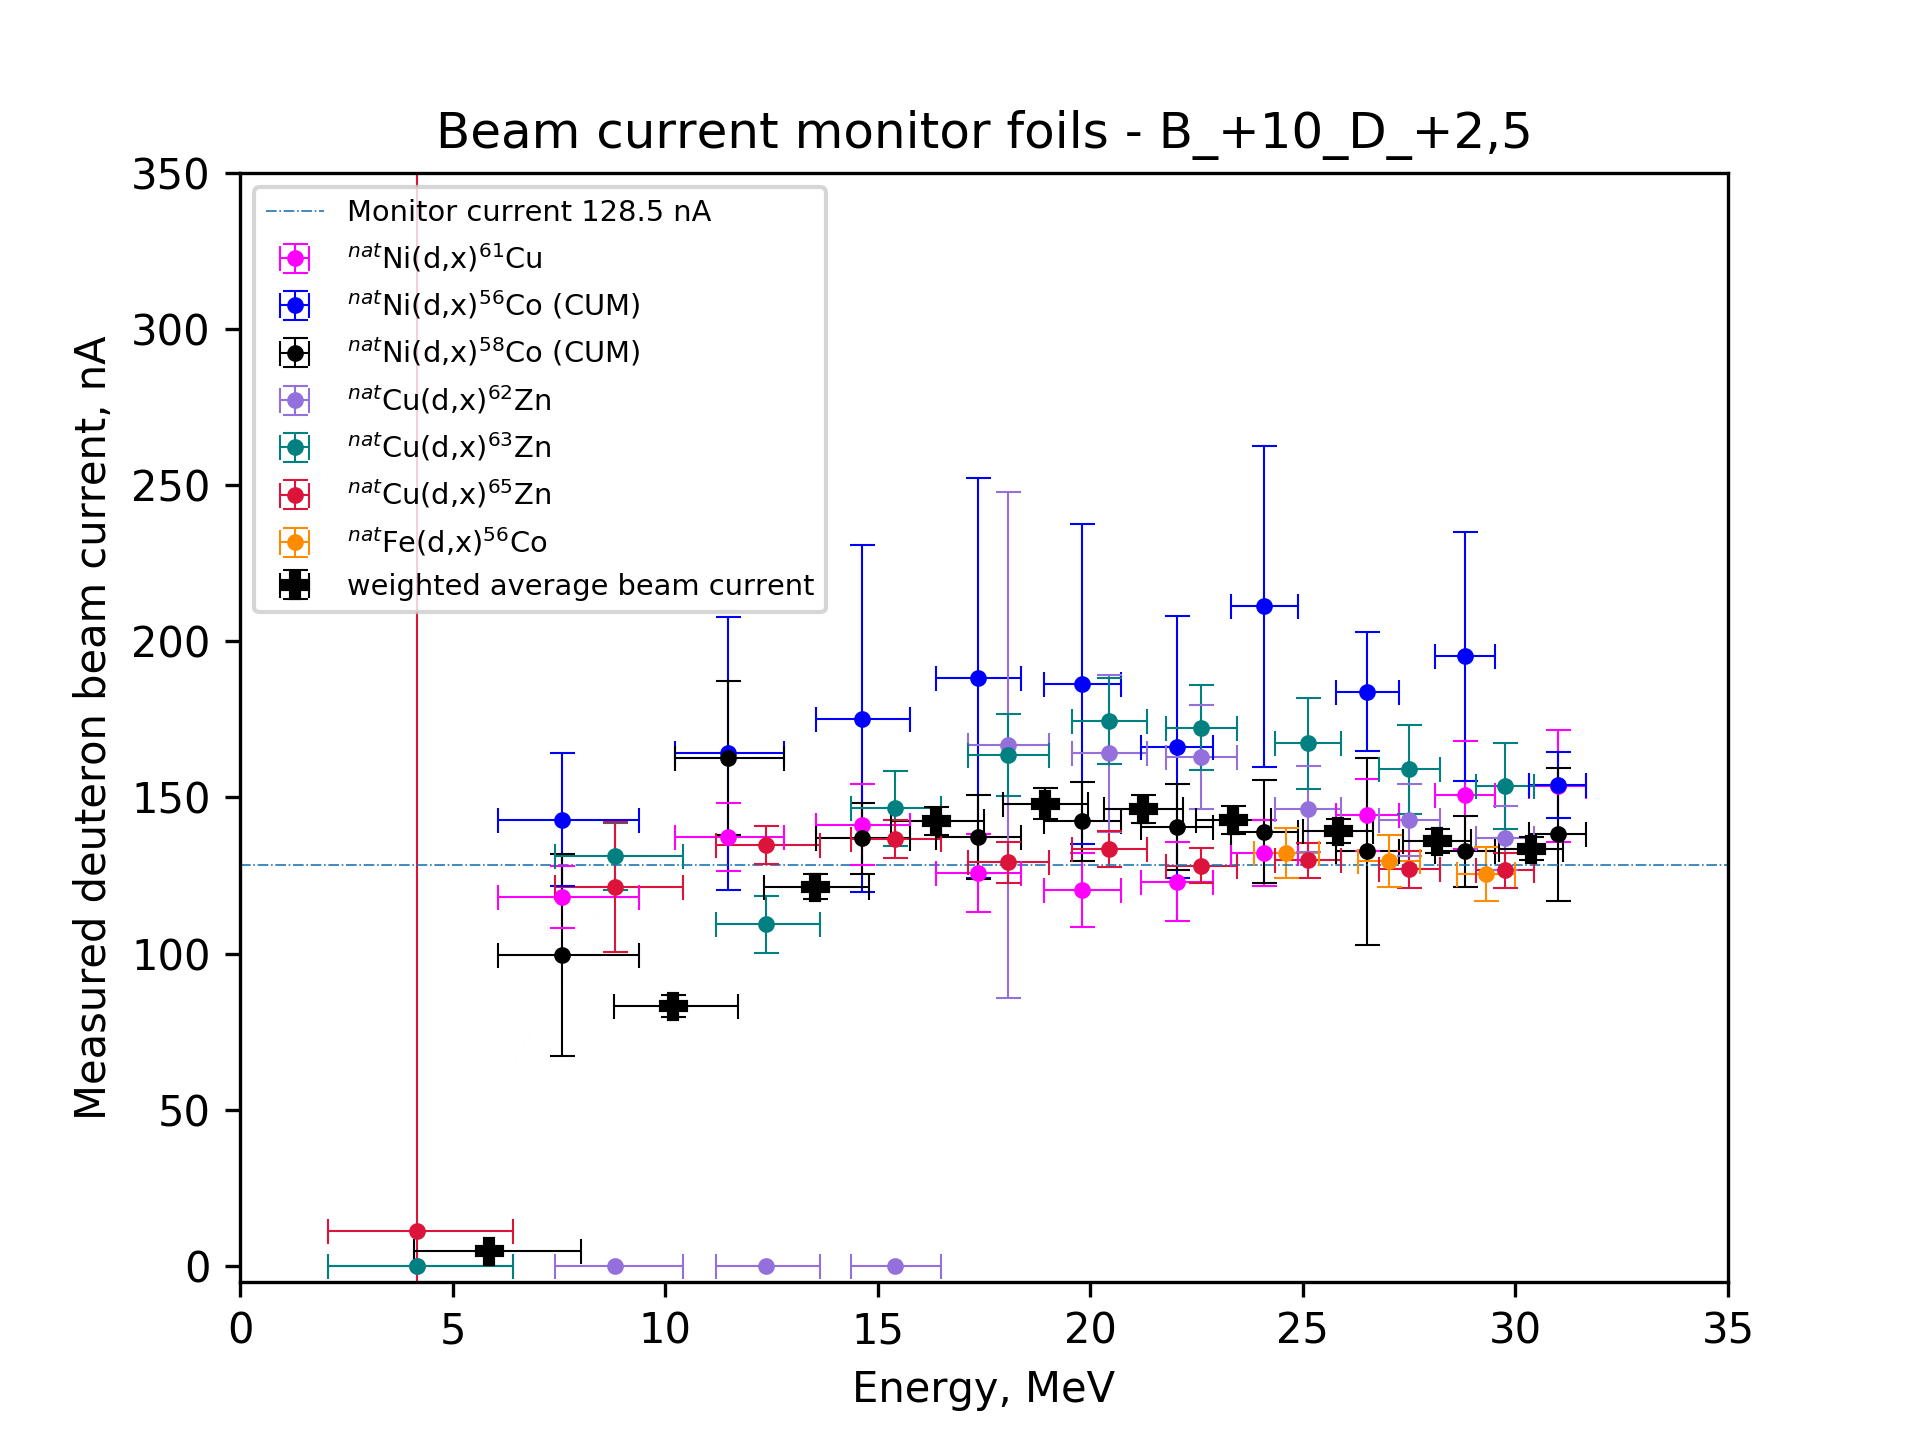 Beam current monitor foils - B_+10_D_+2,5
350
300
250
200
150
100
50
0
Measured deuteron beam current, nA
Monitor current 128.5 nA
natNi(d,x)61Cu
natNi(d,x)56Co (CUM)
natNi(d,x)58Co (CUM)
natCu(d,x)62Zn
natCu(d,x)63Zn
natCu(d,x)65Zn
natFe(d,x)56Co
weighted average beam current
0 5 10 15 20 25 30 35
Energy, MeV